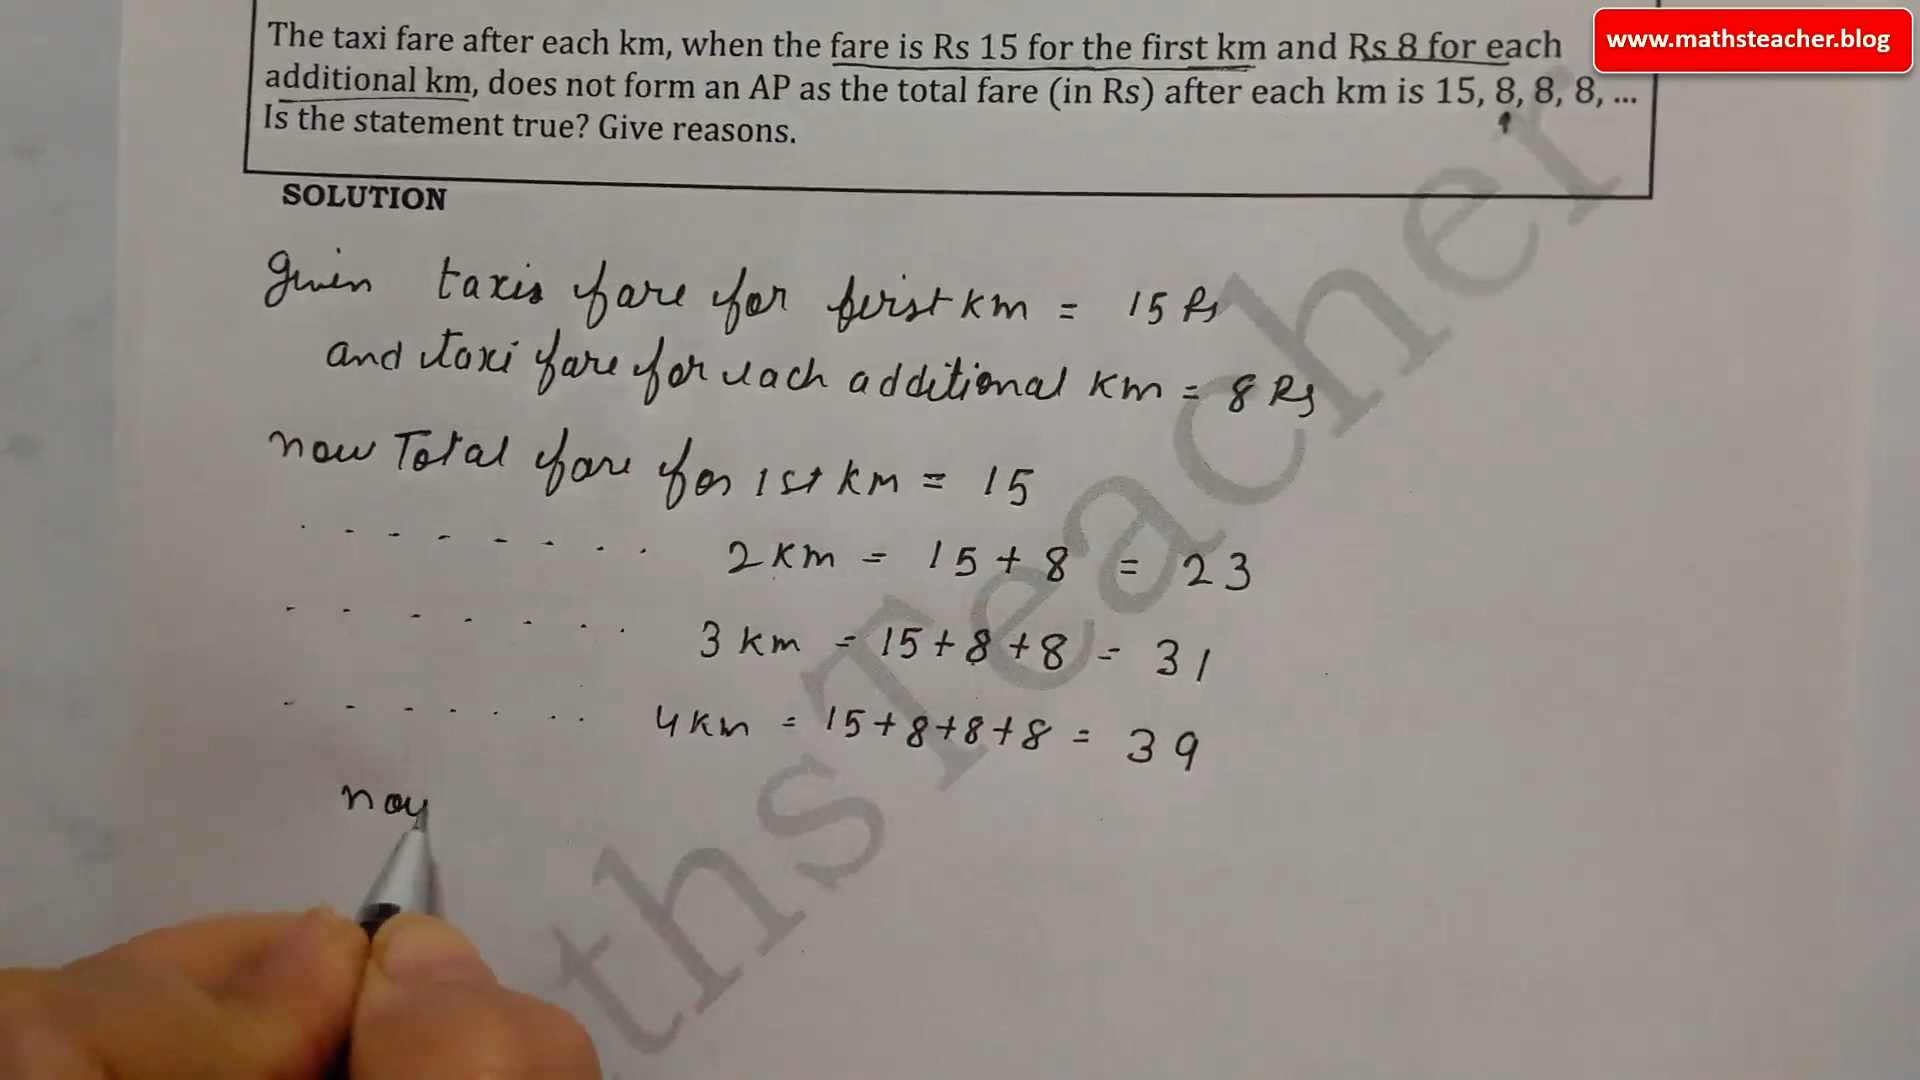 www.mathsteacher.blog
The taxi fare after each km, when the fare is Rs 15 for the first km and Rs 8 for each
additional km, does not form an AP as the total fare (in Rs) after each km is 15, 8, 8, 8, ...
Is the statement true? Give reasons.
SOLUTION
Given taxis fare for first km = 15 Rs
and taxi fare for each additional km = 8 Rs
now Total fare for 1st km = 15
. - - - - - . . 2 km = 15 + 8 = 23
- - - - - . . 3 km = 15 + 8 + 8 = 31
- - - - - . . 4 km = 15 + 8 + 8 + 8 = 39
now
thsTeacher